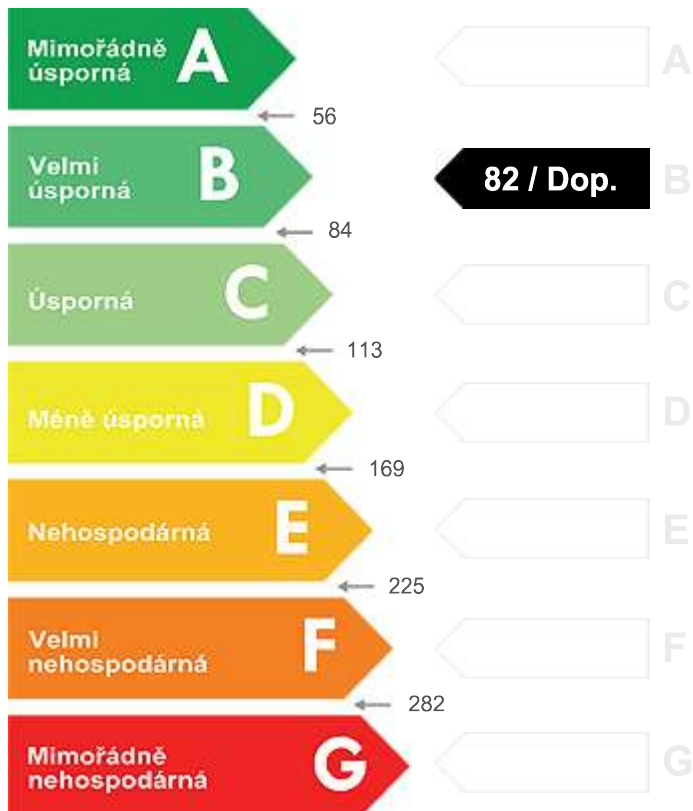 Mimořádně
úsporná
A
A
56
Velmi
úsporná
B
82 / Dop.
B
84
Úsporná
C
C
113
Méně úsporná
D
D
169
Nehospodárná
E
E
225
Velmi
nehospodárná
F
F
282
Mimořádně
nehospodárná
G
G